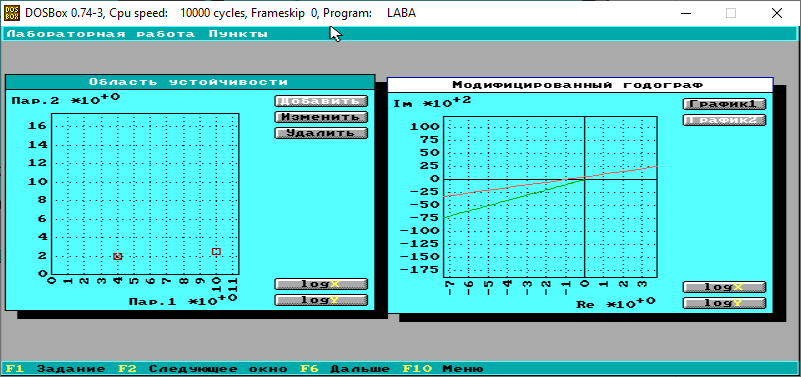 DOSBox 0.74-3, Cpu speed: 10000 cycles, Frameskip 0, Program: LABA
Лабораторная работа Пункты
Область устойчивости
Пар.2 *10+0
Добавить
Изменить
Удалить
16
14
12
10
8
6
4
2
0
0 1 2 3 4 5 6 7 8 9 10 11
Пар.1 *10+0
logX
logY
Модифицированный годограф
Im *10+2
График1
График2
100
75
50
25
0
-25
-50
-75
-100
-125
-150
-175
-7 -6 -5 -4 -3 -2 -1 0 1 2 3
Re *10+0
logX
logY
F1 Задание F2 Следующее окно F6 Дальше F10 Меню